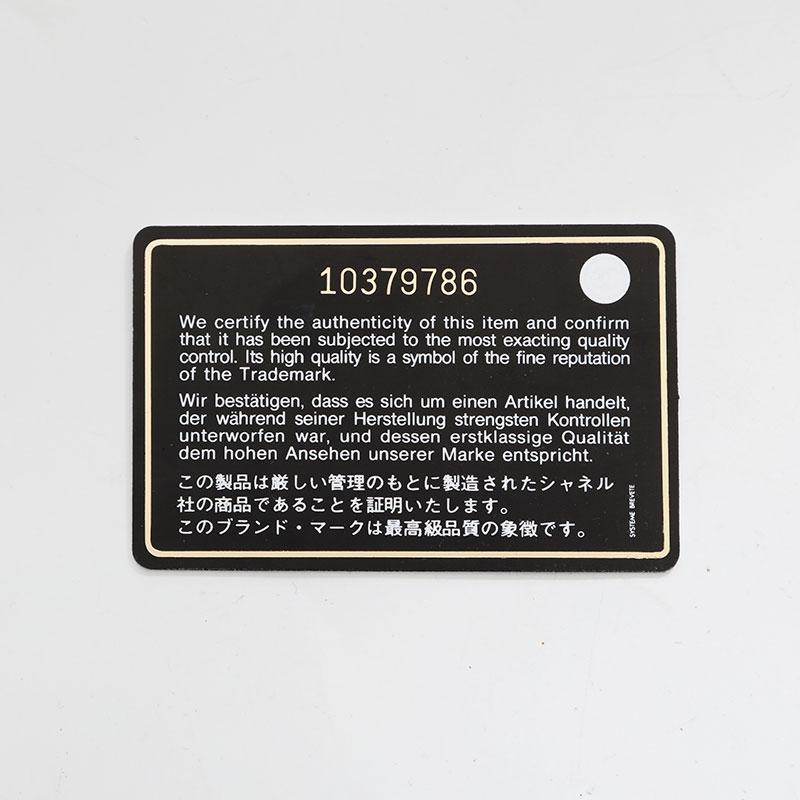 10379786
We certify the authenticity of this item and confirm
that it has been subjected to the most exacting quality
control. Its high quality is a symbol of the fine reputation
of the Trademark.
Wir bestätigen, dass es sich um einen Artikel handelt,
der während seiner Herstellung strengsten Kontrollen
unterworfen war, und dessen erstklassige Qualität
dem hohen Ansehen unserer Marke entspricht.
この製品は厳しい管理のもとに製造されたシャネル
社の商品であることを証明いたします。
このブランド・マークは最高級品質の象徴です。
SYSTEME BREVETE